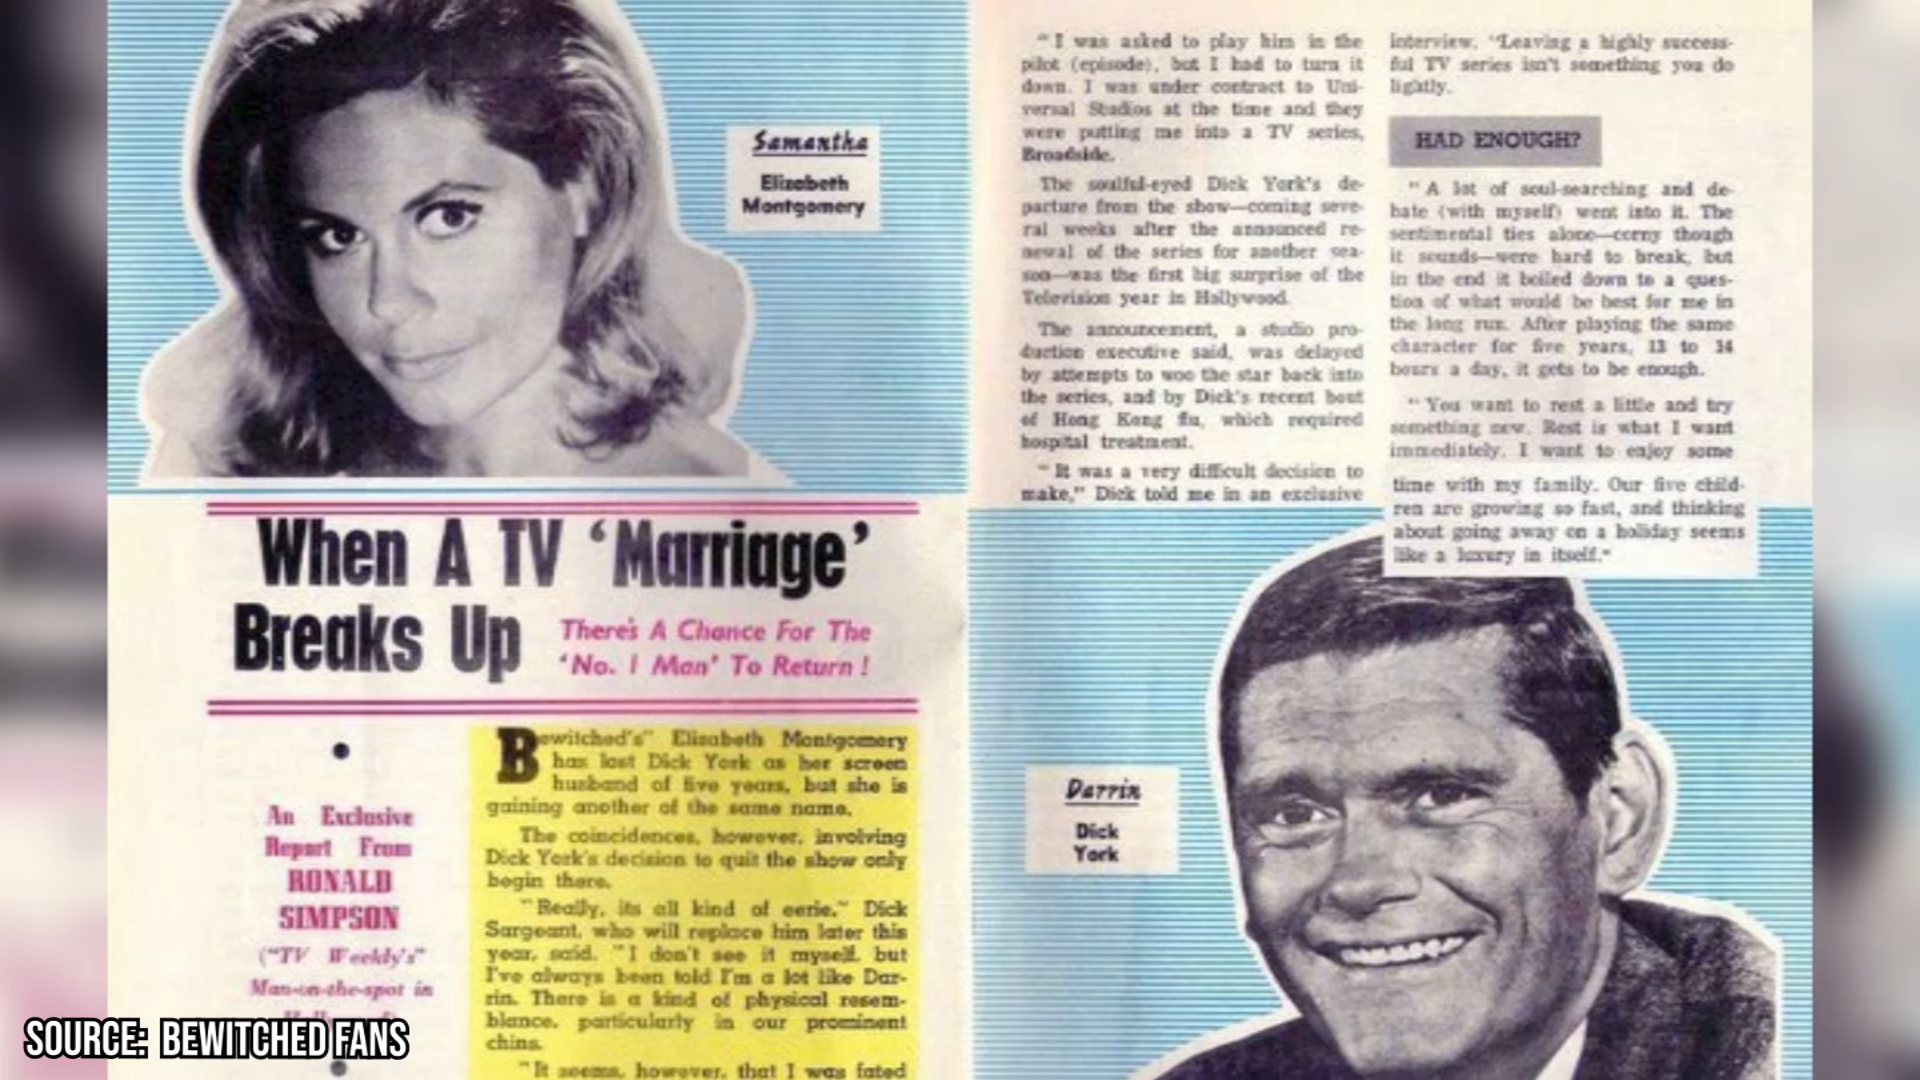 Samantha
Elizabeth
Montgomery
When A TV ‘Marriage’
Breaks Up
There's A Chance For The
‘No. 1 Man’ To Return!
An Exclusive
Report From
RONALD
SIMPSON
("TV Weekly's"
Man-on-the-spot in
Bewitched's" Elizabeth Montgomery
has lost Dick York as her screen
husband of five years, but she is
gaining another of the same name.
The coincidences, however, involving
Dick York's decision to quit the show only
begin there.
"Really, its all kind of eerie," Dick
Sargeant, who will replace him later this
year, said. "I don't see it myself, but
I've always been told I'm a lot like Dar-
rin. There is a kind of physical resem-
blance, particularly in our prominent
chins.
"It seems, however, that I was fated
"I was asked to play him in the
pilot (episode), but I had to turn it
down. I was under contract to Uni-
versal Studios at the time and they
were putting me into a TV series,
Broadside.
The soulful-eyed Dick York's de-
parture from the show—coming seve-
ral weeks after the announced re-
newal of the series for another sea-
son—was the first big surprise of the
Television year in Hollywood.
The announcement, a studio pro-
duction executive said, was delayed
by attempts to woo the star back into
the series, and by Dick's recent bout
of Hong Kong flu, which required
hospital treatment.
"It was a very difficult decision to
make," Dick told me in an exclusive
interview. "Leaving a highly success-
ful TV series isn't something you do
lightly.
HAD ENOUGH?
"A lot of soul-searching and de-
bate (with myself) went into it. The
sentimental ties alone—corny though
it sounds—were hard to break, but
in the end it boiled down to a ques-
tion of what would be best for me in
the long run. After playing the same
character for five years, 13 to 14
hours a day, it gets to be enough.
"You want to rest a little and try
something new. Rest is what I want
immediately. I want to enjoy some
time with my family. Our five child-
ren are growing so fast, and thinking
about going away on a holiday seems
like a luxury in itself."
Darrin
Dick
York
SOURCE: BEWITCHED FANS